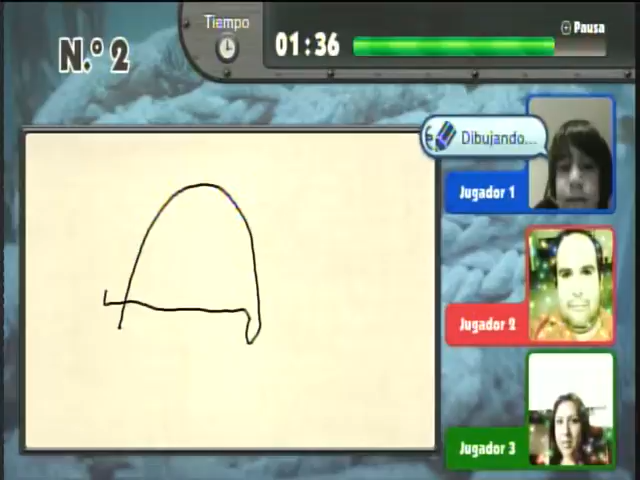 N.º 2
Tiempo
01:36
Pausa
Dibujando...
Jugador 1
Jugador 2
Jugador 3